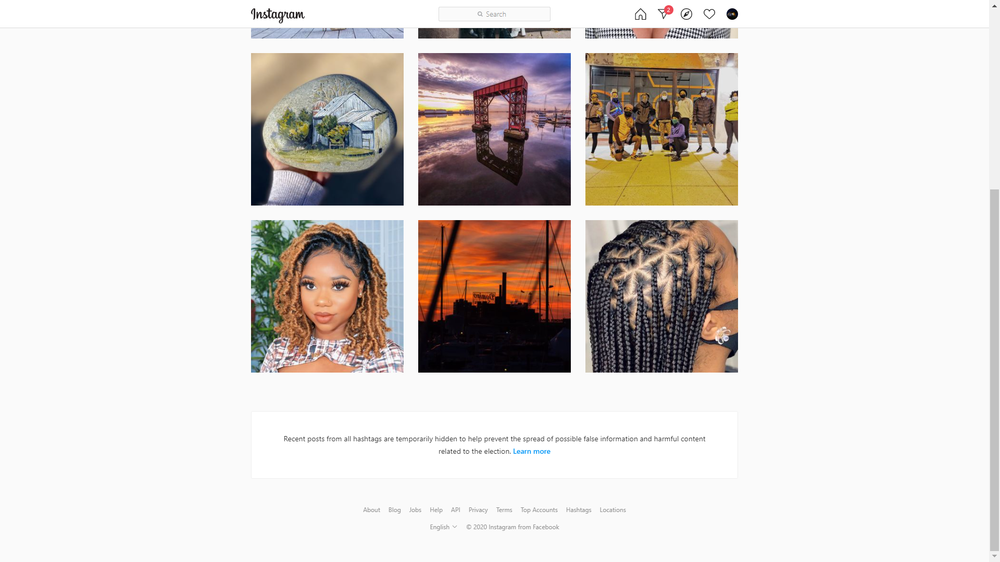 Instagram
Search
2
Domino
Recent posts from all hashtags are temporarily hidden to help prevent the spread of possible false information and harmful content
related to the election. Learn more
About Blog Jobs Help API Privacy Terms Top Accounts Hashtags Locations
English © 2020 Instagram from Facebook